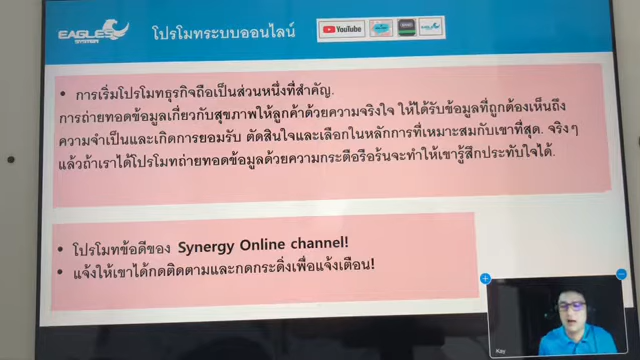 EAGLES
SYSTEM
โปรโมทระบบออนไลน์
YouTube
• การเริ่มโปรโมทธุรกิจถือเป็นส่วนหนึ่งที่สำคัญ.
การถ่ายทอดข้อมูลเกี่ยวกับสุขภาพให้ลูกค้าด้วยความจริงใจ ให้ได้รับข้อมูลที่ถูกต้องเห็นถึง
ความจำเป็นและเกิดการยอมรับ ตัดสินใจและเลือกในหลักการที่เหมาะสมกับเขาที่สุด. จริงๆ
แล้วถ้าเราได้โปรโมทถ่ายทอดข้อมูลด้วยความกระตือรือร้นจะทำให้เขารู้สึกประทับใจได้.
• โปรโมทข้อดีของ Synergy Online channel!
• แจ้งให้เขาได้กดติดตามและกดกระดิ่งเพื่อแจ้งเตือน!
Kay